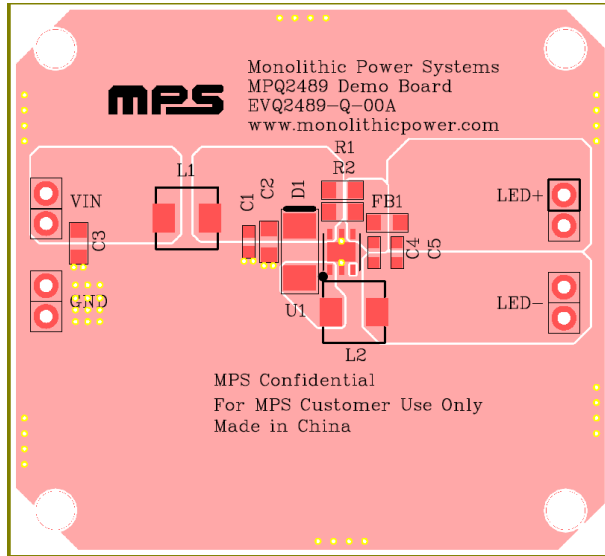 Monolithic Power Systems
mps MPQ2489 Demo Board
EVQ2489-Q-00A
www.monolithicpower.com
R1
R2
L1
D1
C1
C2
FB1
VIN
LED+
C3
C4
C5
GND
U1
LED-
L2
MPS Confidential
For MPS Customer Use Only
Made in China